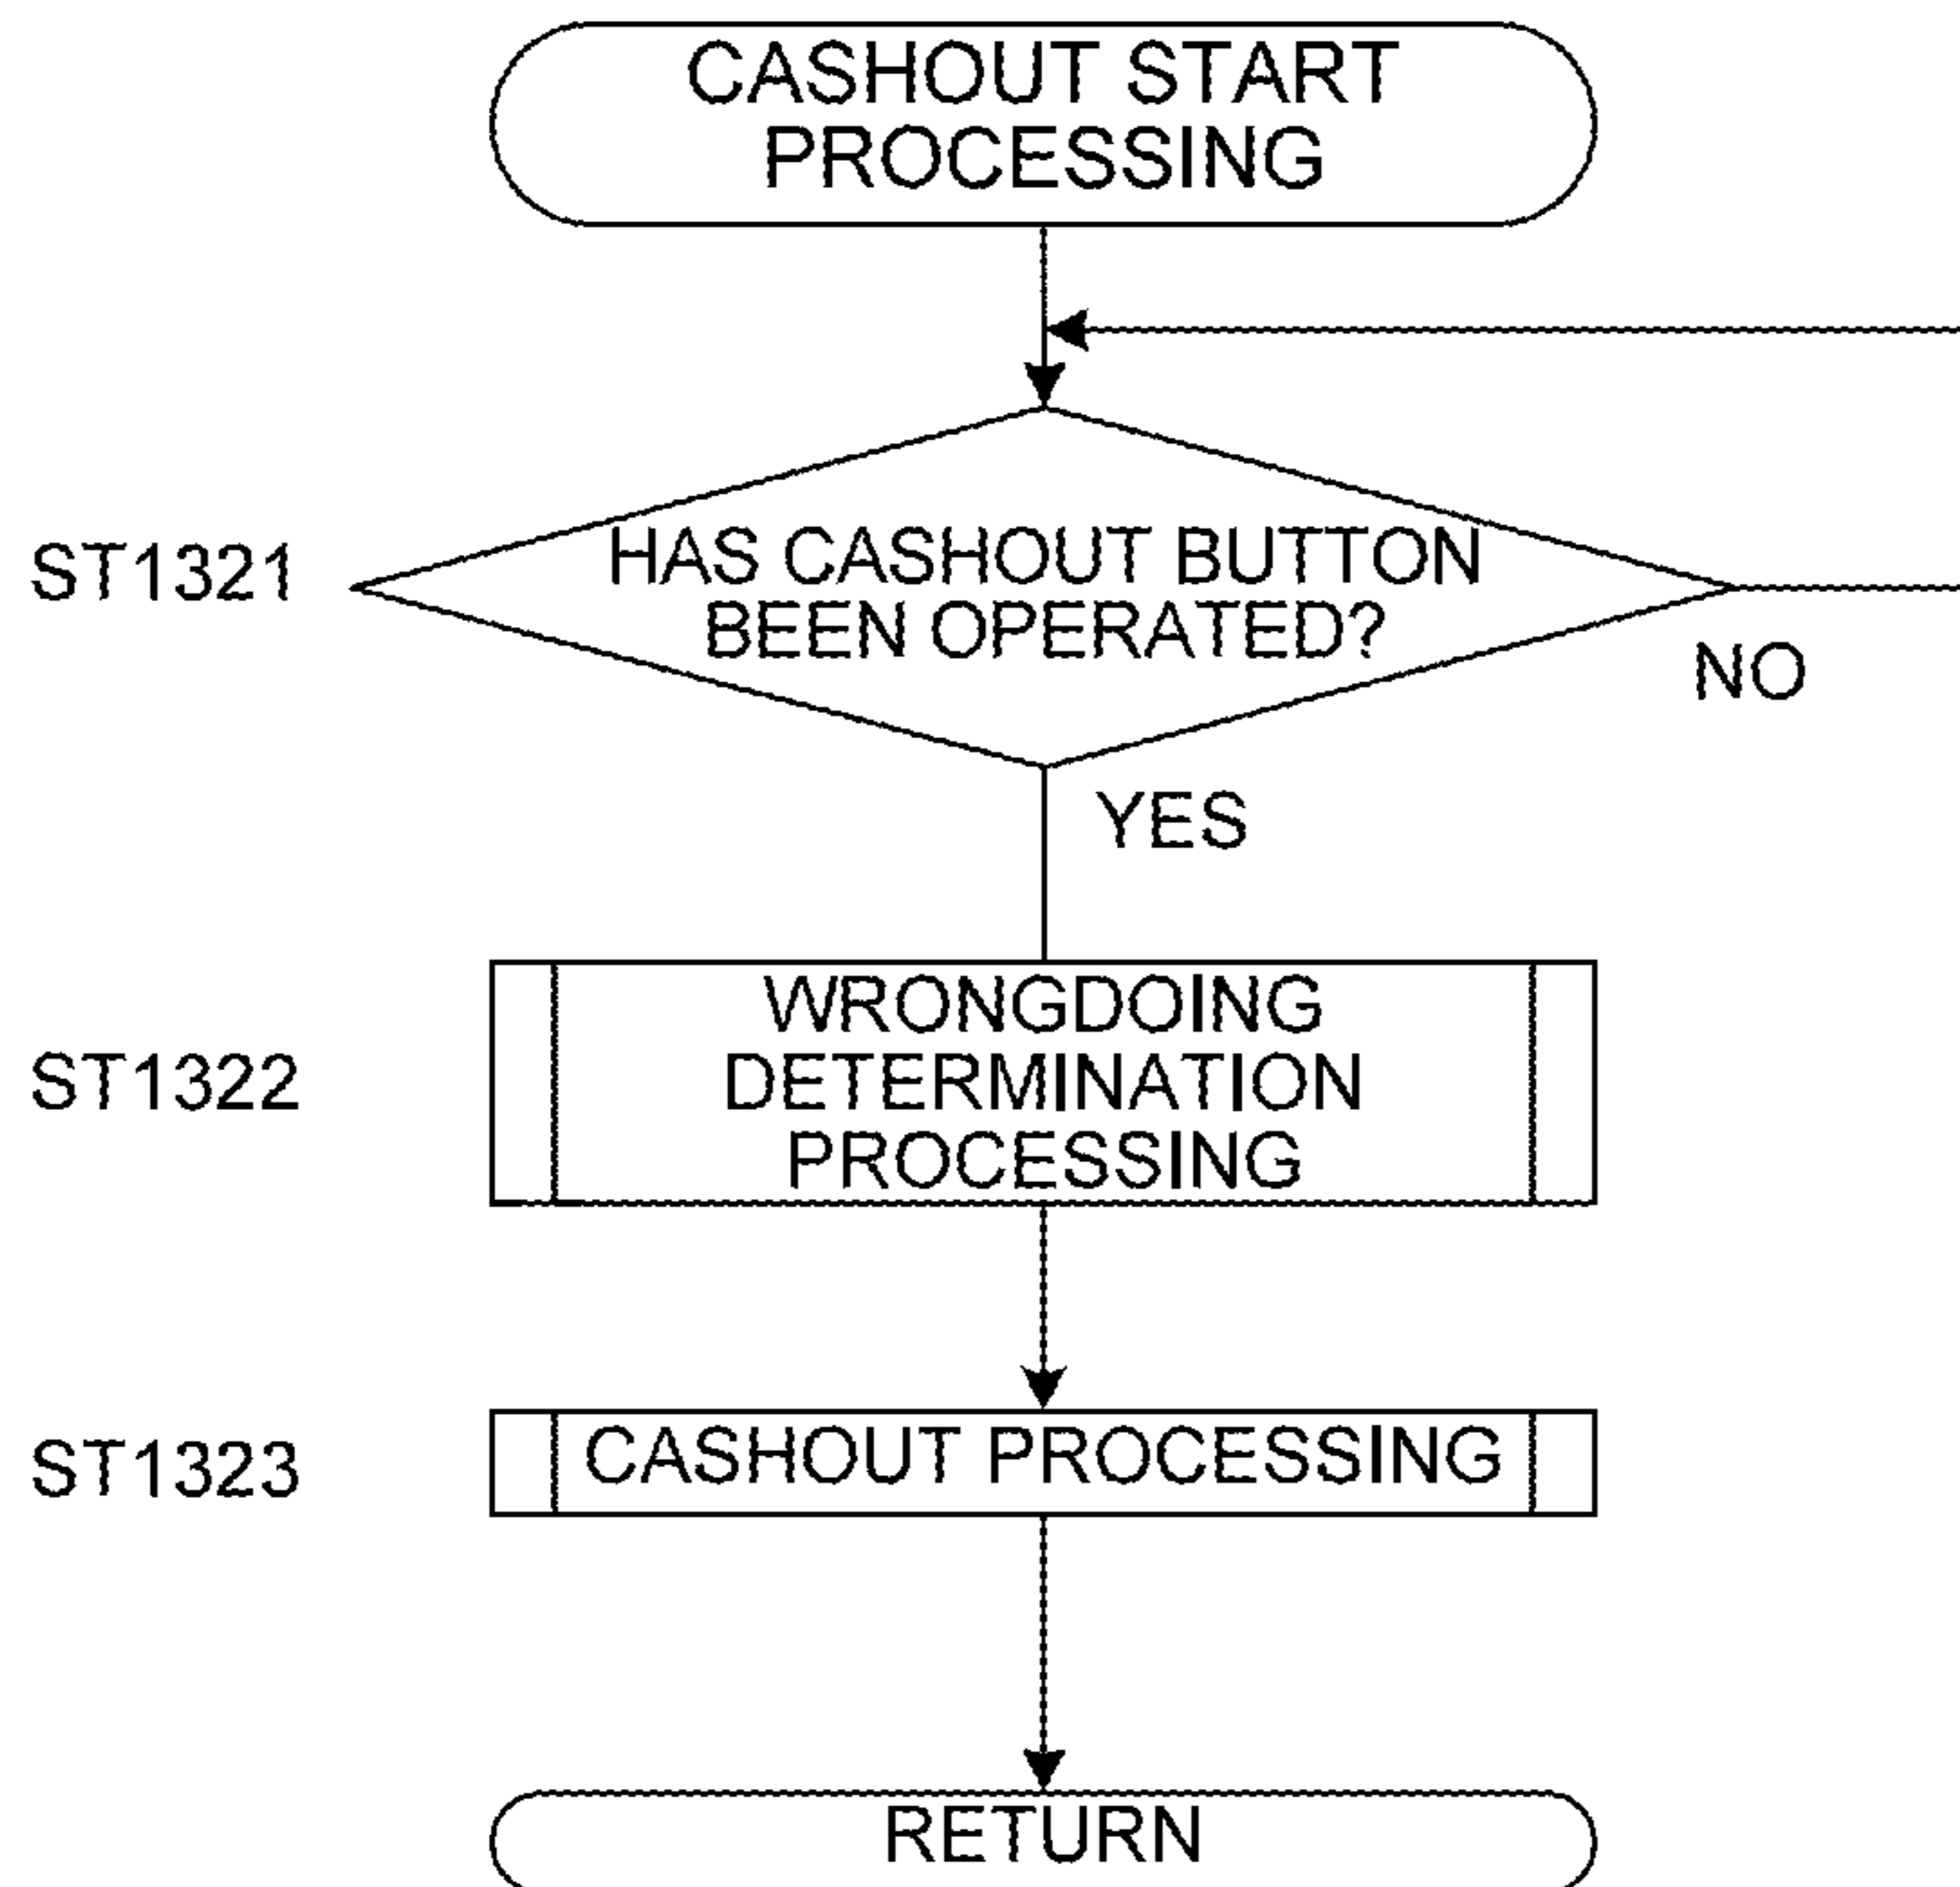 CASHOUT START
PROCESSING
ST1321
HAS CASHOUT BUTTON
BEEN OPERATED?
NO
YES
ST1322
WRONGDOING
DETERMINATION
PROCESSING
ST1323
CASHOUT PROCESSING
RETURN